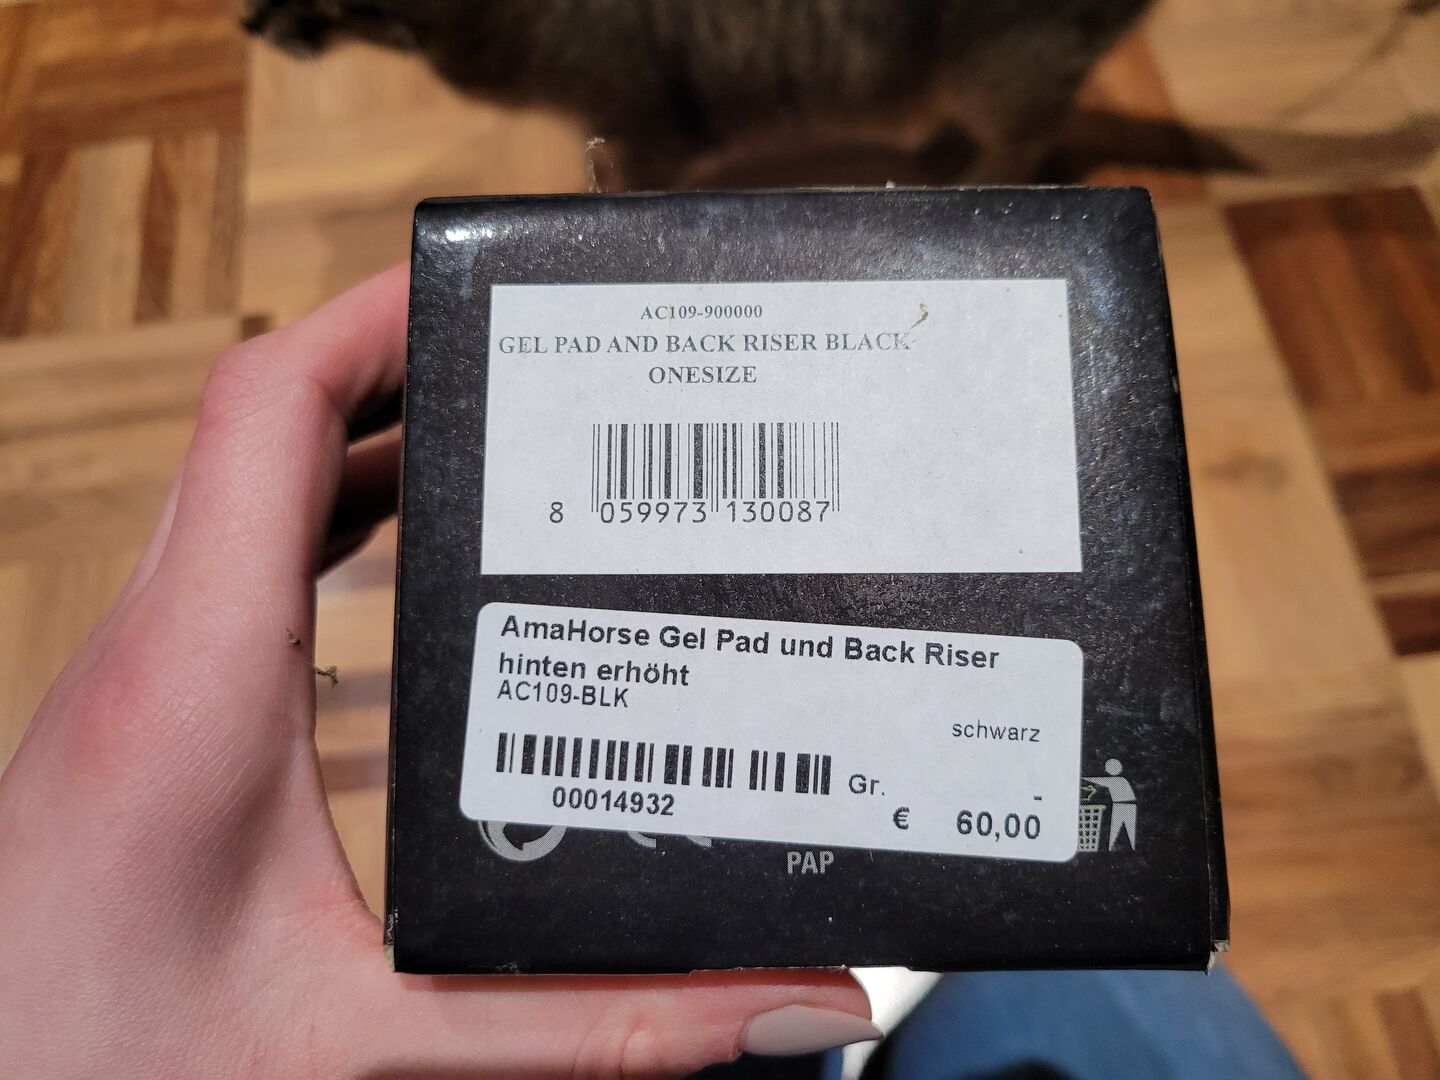 AC109-900000
GEL PAD AND BACK RISER BLACK
ONESIZE
8 059973 130087
AmaHorse Gel Pad und Back Riser
hinten erhöht
AC109-BLK
schwarz
Gr. -
00014932
€ 60,00
PAP